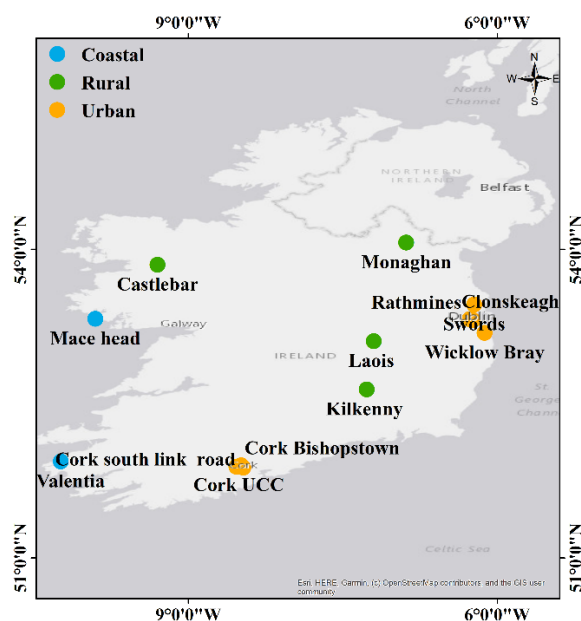 9°0'0"W 6°0'0"W
Coastal
Rural
Urban
N
W E
S
North
Channel
NORTHERN
IRELAND
Belfast
54°0'0"N 54°0'0"N
Monaghan
Castlebar
Rathmines Clonskeagh
Dublin
Swords
Mace head
Galway
Wicklow Bray
IRELAND
Laois
St.
George
Chann
Kilkenny
Cork Bishopstown
Cork south link road
Cork
Valentia
Cork UCC
Celtic Sea
51°0'0"N 51°0'0"N
Esri, HERE, Garmin, (c) OpenStreetMap contributors, and the GIS user
community
9°0'0"W 6°0'0"W